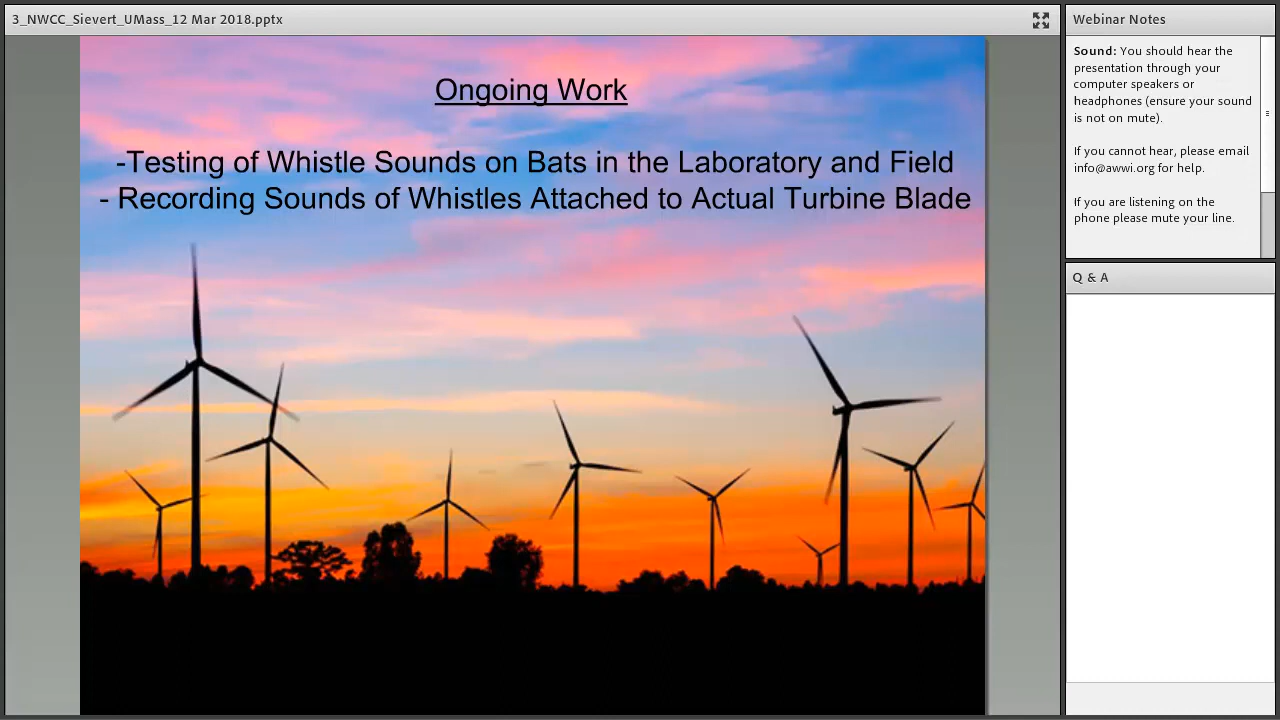 3_NWCC_Sievert_UMass_12 Mar 2018.pptx
Ongoing Work
-Testing of Whistle Sounds on Bats in the Laboratory and Field
- Recording Sounds of Whistles Attached to Actual Turbine Blade
Webinar Notes
Sound: You should hear the
presentation through your
computer speakers or
headphones (ensure your sound
is not on mute).
If you cannot hear, please email
info@awwi.org for help.
If you are listening on the
phone please mute your line.
Q & A